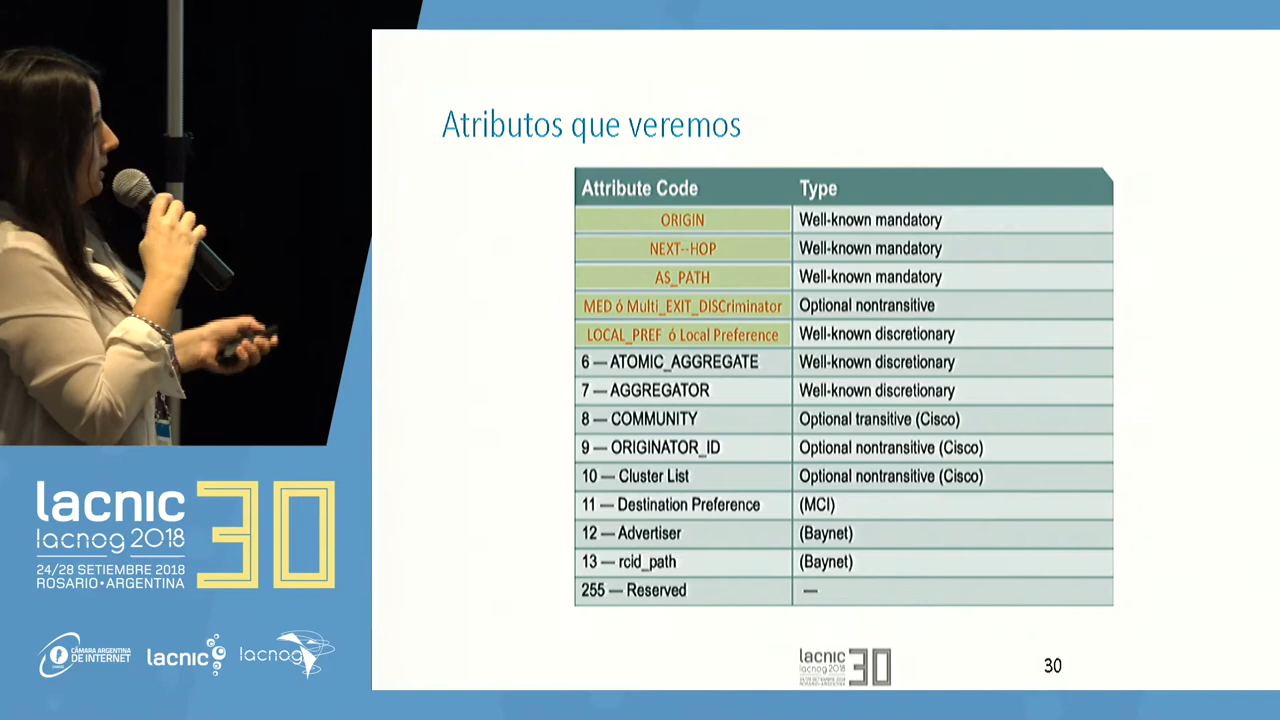 Atributos que veremos
Attribute Code Type
ORIGIN Well-known mandatory
NEXT--HOP Well-known mandatory
AS_PATH Well-known mandatory
MED ó Multi_EXIT_DISCriminator Optional nontransitive
LOCAL_PREF ó Local Preference Well-known discretionary
6 — ATOMIC_AGGREGATE Well-known discretionary
7 — AGGREGATOR Well-known discretionary
8 — COMMUNITY Optional transitive (Cisco)
9 — ORIGINATOR_ID Optional nontransitive (Cisco)
10 — Cluster List Optional nontransitive (Cisco)
11 — Destination Preference (MCI)
12 — Advertiser (Baynet)
13 — rcid_path (Baynet)
255 — Reserved —
lacnic 30
lacnog 2018
24/28 SETIEMBRE 2018
ROSARIO•ARGENTINA
CÁMARA ARGENTINA
DE INTERNET
lacnic
lacnog
lacnic 30
lacnog 2018
30